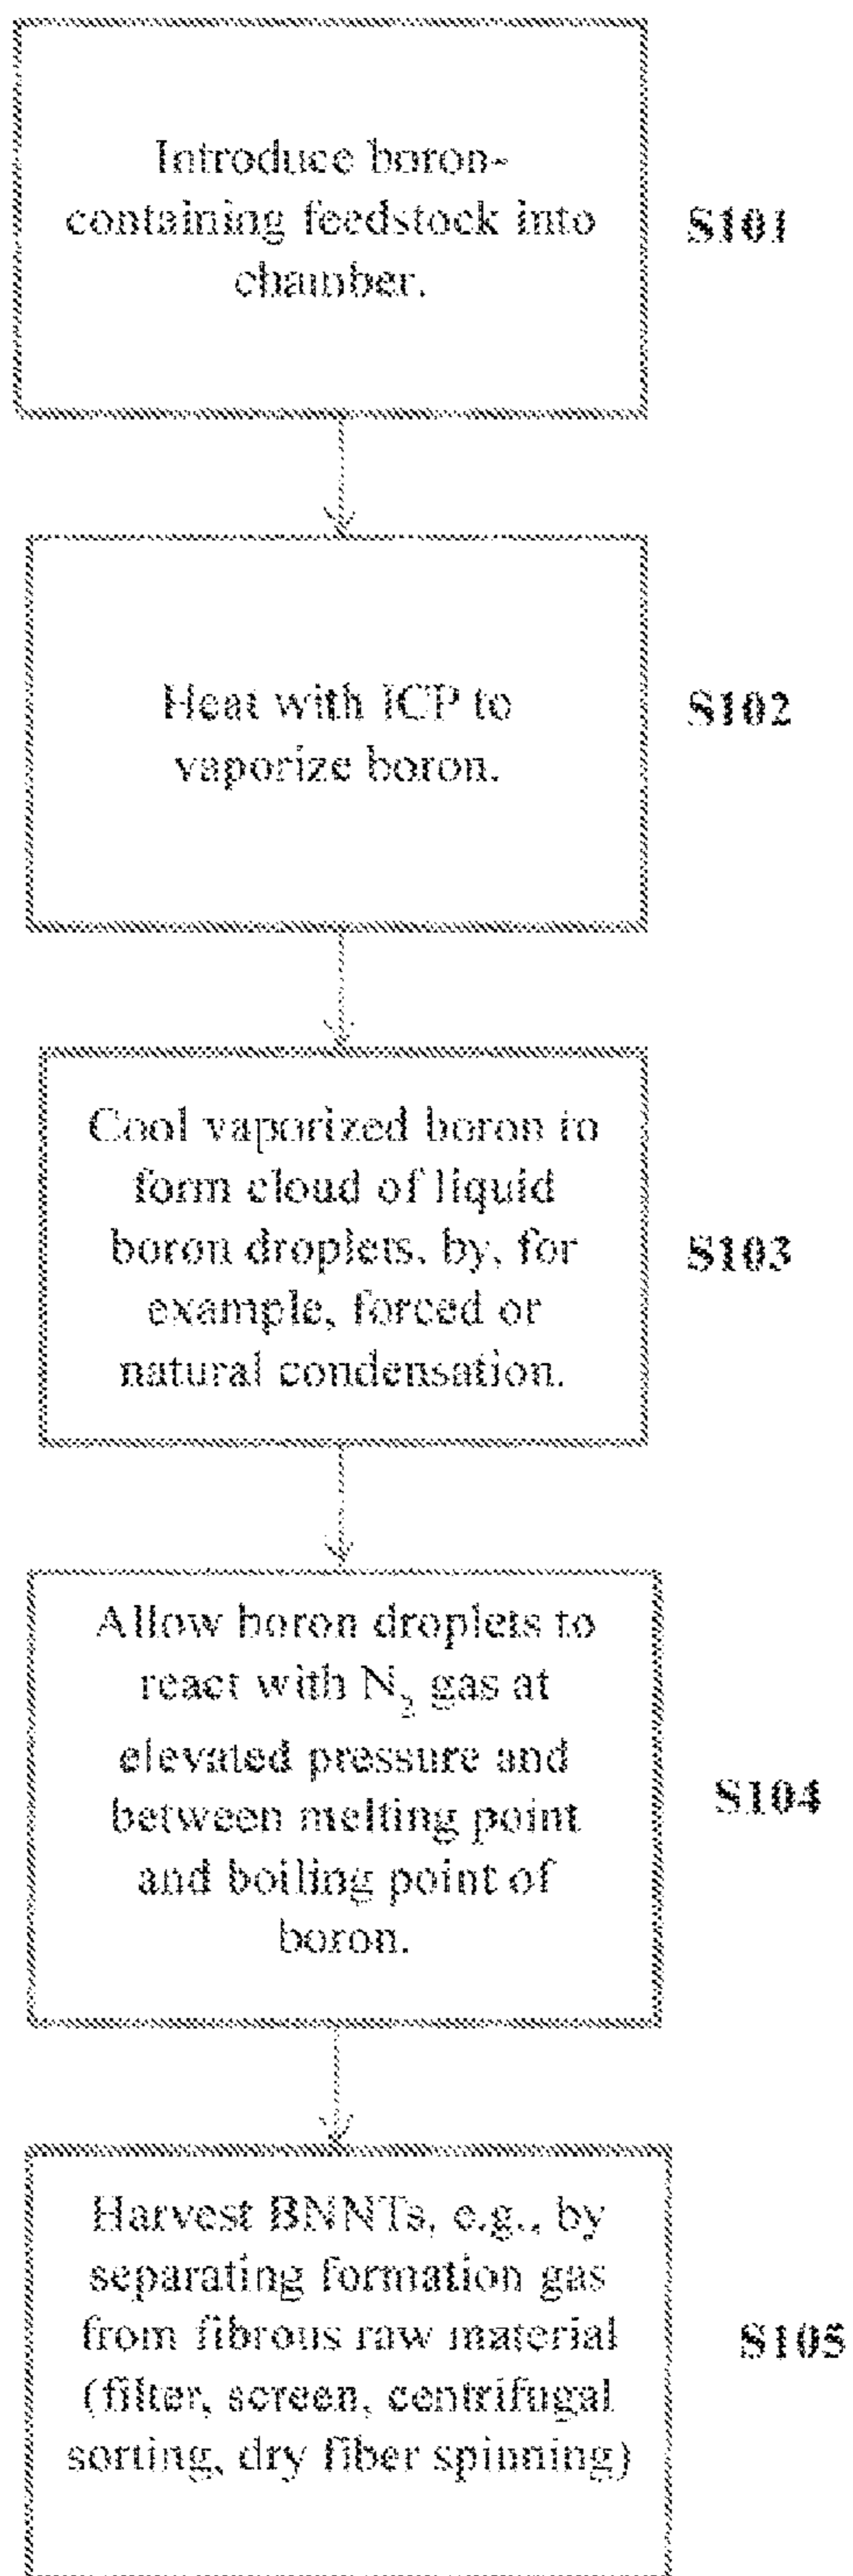 Introduce boron-
containing feedstock into
chamber.
S101
Heat with ICP to
vaporize boron.
S102
Cool vaporized boron to
form cloud of liquid
boron droplets, by, for
example, forced or
natural condensation.
S103
Allow boron droplets to
react with N₂ gas at
elevated pressure and
between melting point
and boiling point of
boron.
S104
Harvest BNNTs, e.g., by
separating formation gas
from fibrous raw material
(filter, screen, centrifugal
sorting, dry fiber spinning)
S105